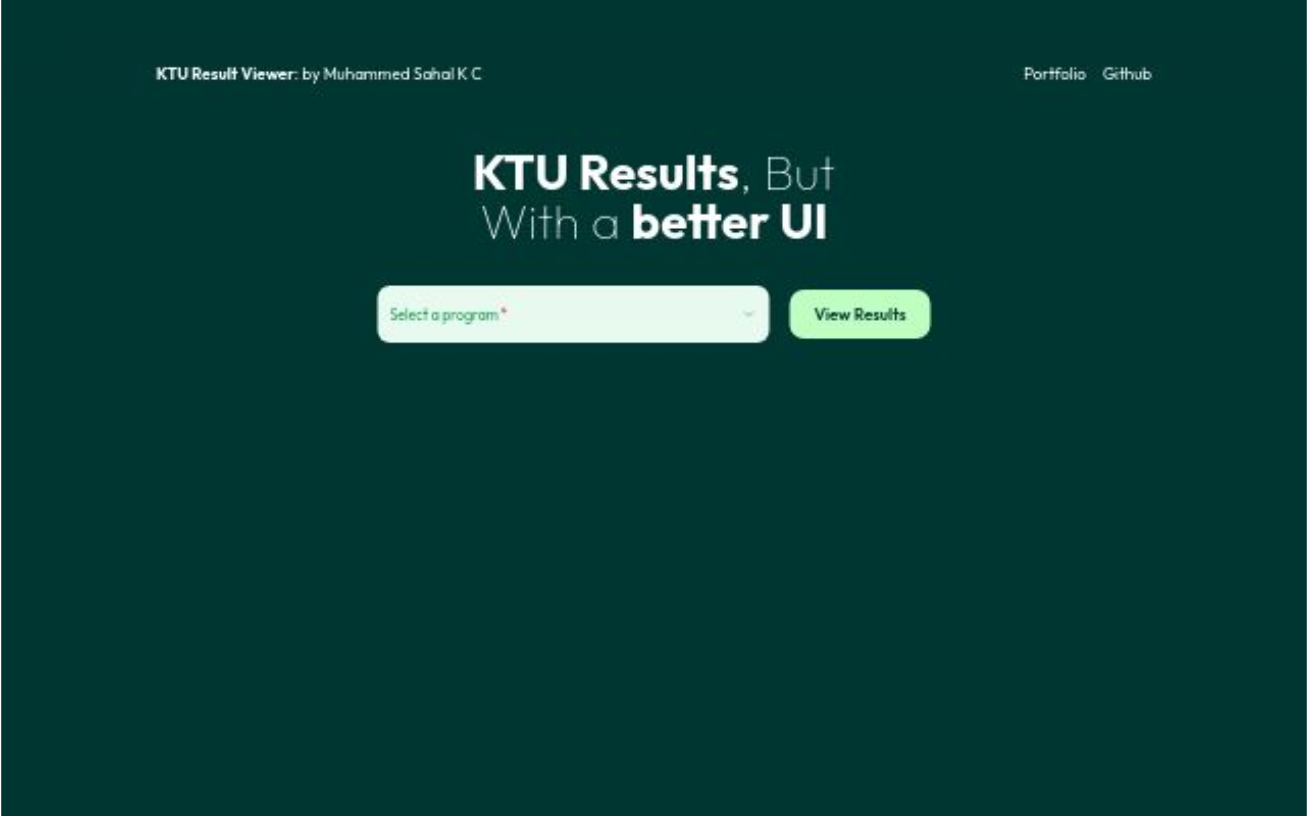 KTU Result Viewer: by Muhammed Sahal K C
Portfolio Github
KTU Results, But
With a better UI
Select a program*
View Results